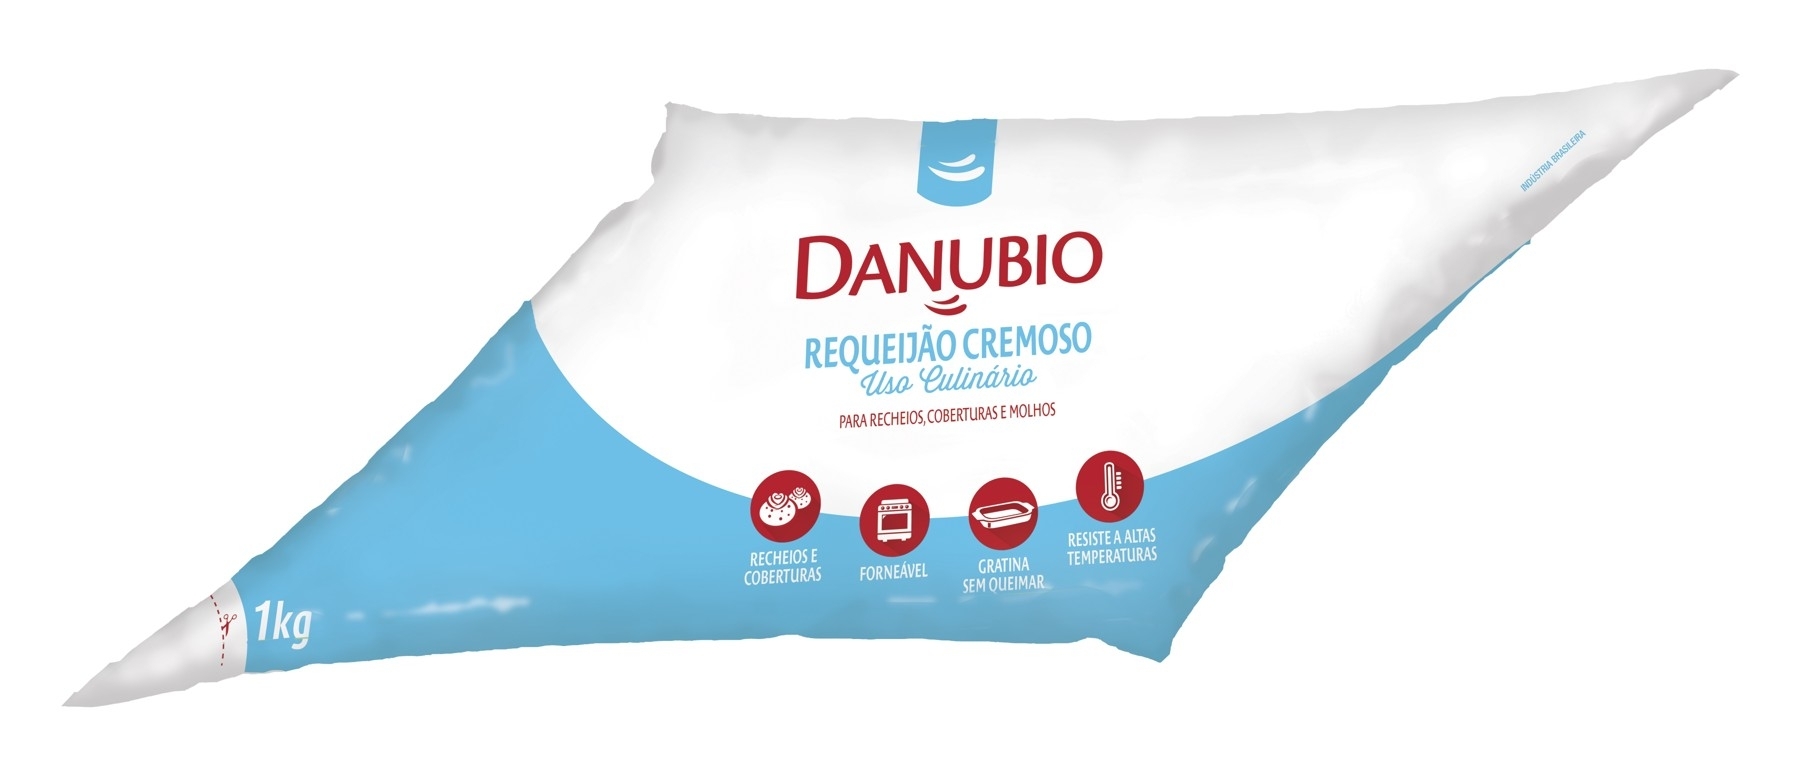 DANUBIO
REQUEIJÃO CREMOSO
Uso Culinário
PARA RECHEIOS, COBERTURAS E MOLHOS
RECHEIOS E
COBERTURAS
FORNEÁVEL
GRATINA
SEM QUEIMAR
RESISTE A ALTAS
TEMPERATURAS
1kg
INDÚSTRIA BRASILEIRA